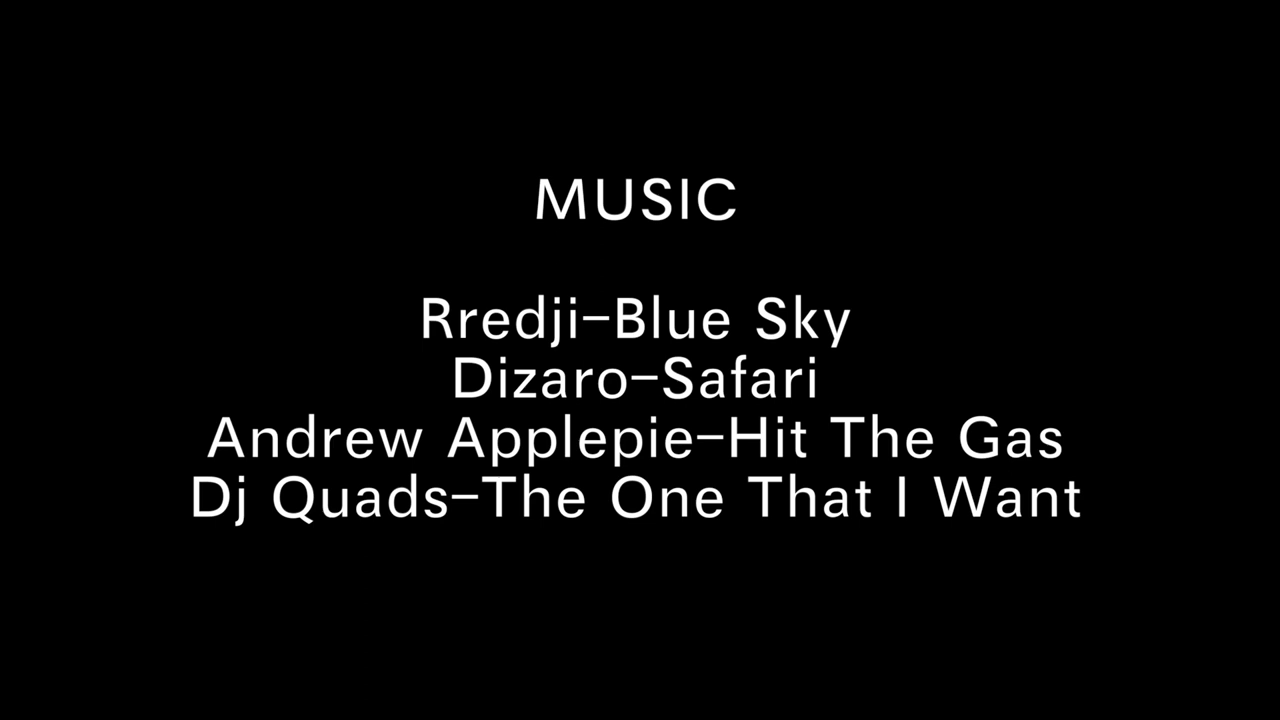 MUSIC
Rredji-Blue Sky
Dizaro-Safari
Andrew Applepie-Hit The Gas
Dj Quads-The One That I Want